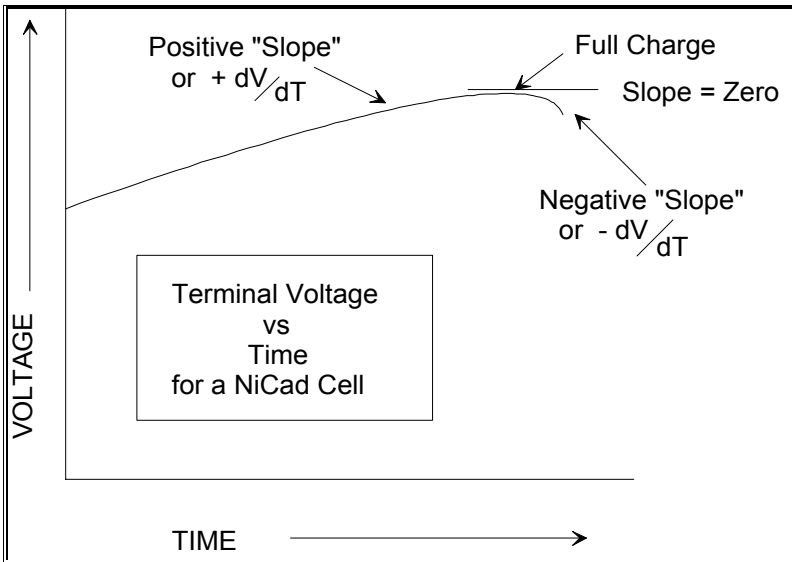 Positive "Slope"
or + dV/dT
Full Charge
Slope = Zero
Negative "Slope"
or - dV/dT
Terminal Voltage
vs
Time
for a NiCad Cell
VOLTAGE
TIME